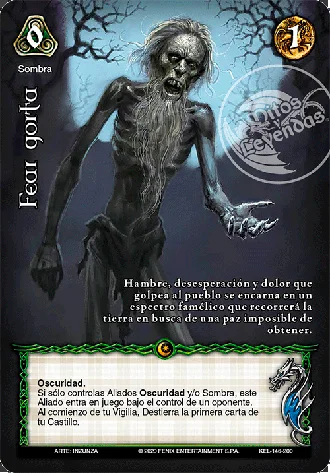 0
1
Sombra
Mitos
y
Leyendas
Fear gorta
Hambre, desesperación y dolor que
golpea al pueblo se encarna en un
espectro famélico que recorrerá la
tierra en busca de una paz imposible de
obtener.
Oscuridad.
Si sólo controlas Aliados Oscuridad y/o Sombra, este
Aliado entra en juego bajo el control de un oponente.
Al comienzo de tu Vigilia, Destierra la primera carta de
tu Castillo.
ARTE: INZUNZA
© 2020 FENIX ENTERTAINMENT S.P.A.